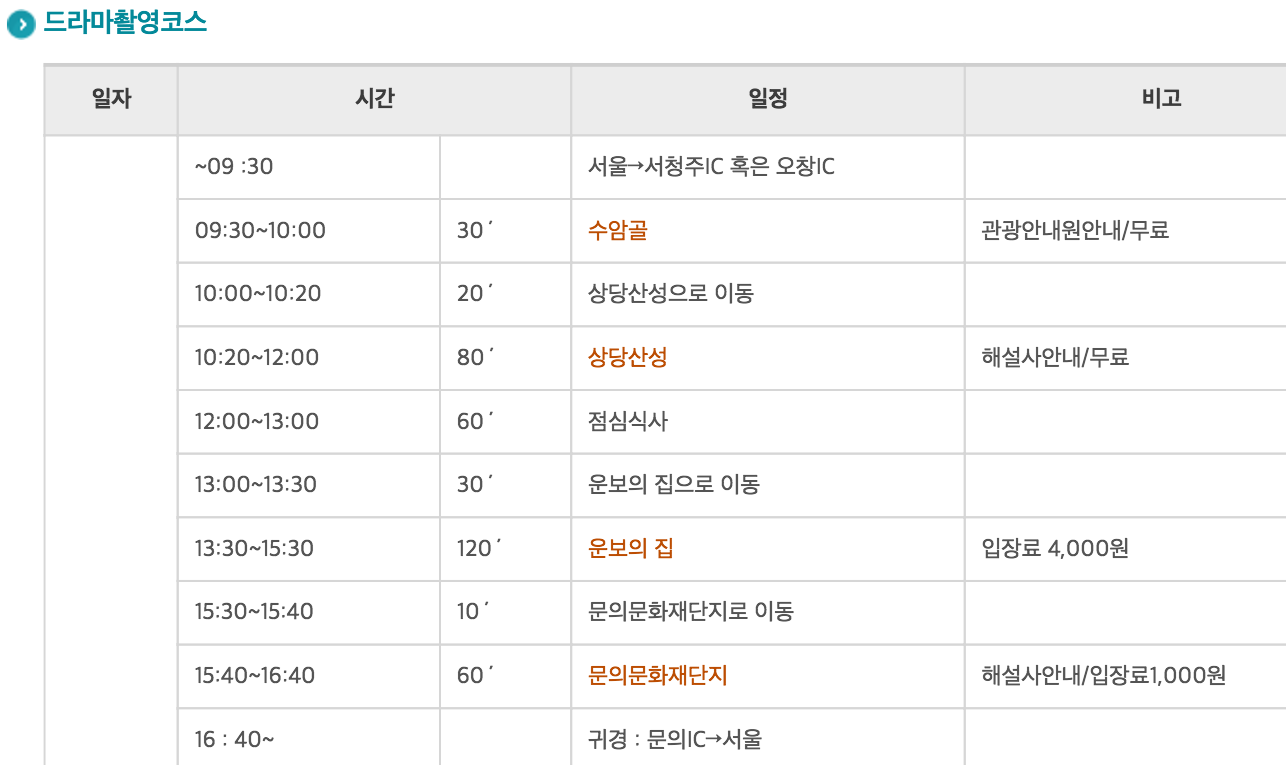 드라마촬영코스
일자 시간 일정 비고
~09 :30 서울→서청주IC 혹은 오창IC
09:30~10:00 30´ 수암골 관광안내원안내/무료
10:00~10:20 20´ 상당산성으로 이동
10:20~12:00 80´ 상당산성 해설사안내/무료
12:00~13:00 60´ 점심식사
13:00~13:30 30´ 운보의 집으로 이동
13:30~15:30 120´ 운보의 집 입장료 4,000원
15:30~15:40 10´ 문의문화재단지로 이동
15:40~16:40 60´ 문의문화재단지 해설사안내/입장료1,000원
16 : 40~ 귀경 : 문의IC→서울